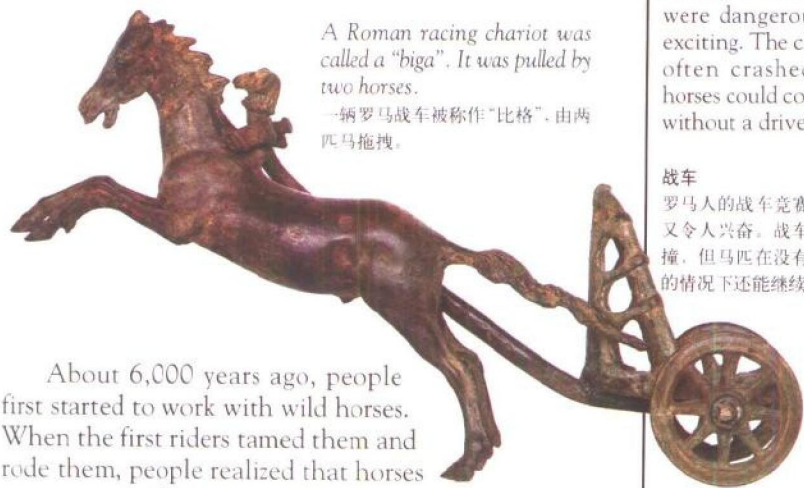 A Roman racing chariot was
called a “biga”. It was pulled by
two horses.
一辆罗马战车被称作“比格”，由两
匹马拖拽。
About 6,000 years ago, people
first started to work with wild horses.
When the first riders tamed them and
rode them, people realized that horses
were
exciting. The
often crashed
horses could
without a
战车
罗马人的战车竞赛
又令人兴奋。战车
撞，但马匹在没有
的情况下还能继续